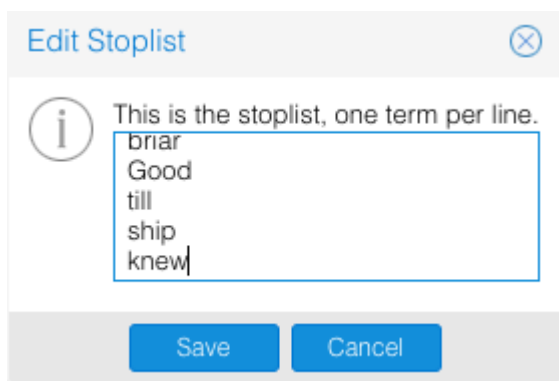 Edit Stoplist
This is the stoplist, one term per line.
briar
Good
till
ship
knew
Save
Cancel